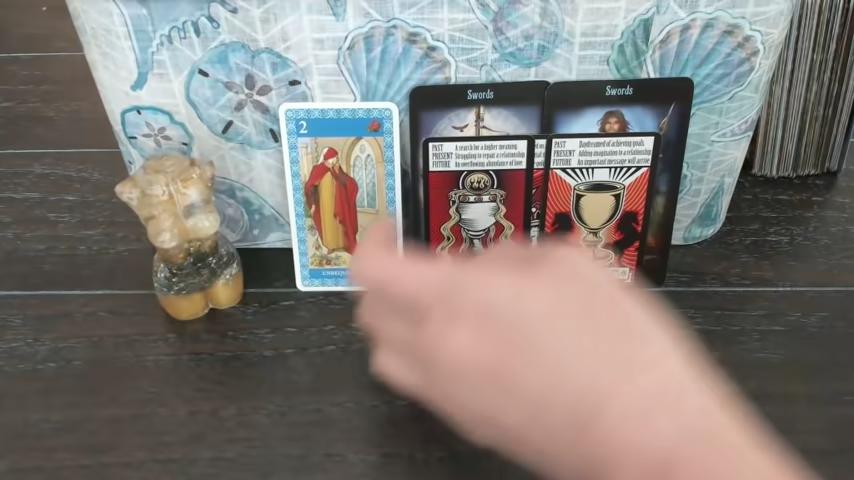 2
Swords
Swords
PAST A search for a higher meaning.
PRESENT Struggling to repair a relationship.
FUTURE An overflowing abundance of love.
PAST Daydreamed of achieving goals.
PRESENT Adding imagination to a relationship.
FUTURE An important message will arrive.